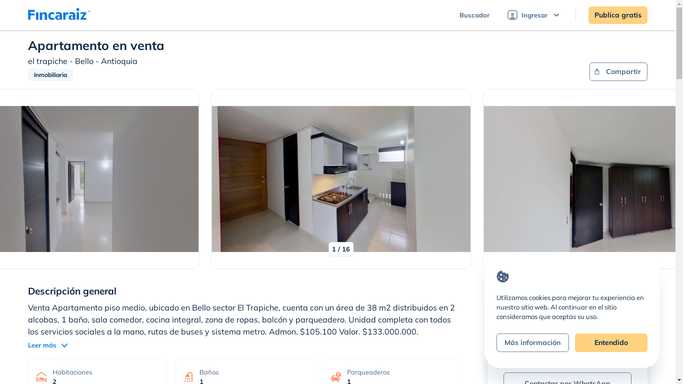 Fincaraiz
Buscador
Ingresar
Publica gratis
Apartamento en venta
el trapiche - Bello - Antioquia
Inmobiliaria
Compartir
1 / 16
Descripción general
Venta Apartamento piso medio, ubicado en Bello sector El Trapiche, cuenta con un área de 38 m2 distribuidos en 2
alcobas, 1 baño, sala comedor, cocina integral, zona de ropas, balcón y parqueadero. Unidad completa con todos
los servicios sociales a la mano, rutas de buses y sistema metro. Admon. $105.100 Valor. $133.000.000.
Leer más
Habitaciones
2
Baños
1
Parqueaderos
1
Utilizamos cookies para mejorar tu experiencia en
nuestro sitio web. Al continuar en el sitio
consideramos que aceptas su uso.
Más información
Entendido
Contactar por WhatsApp